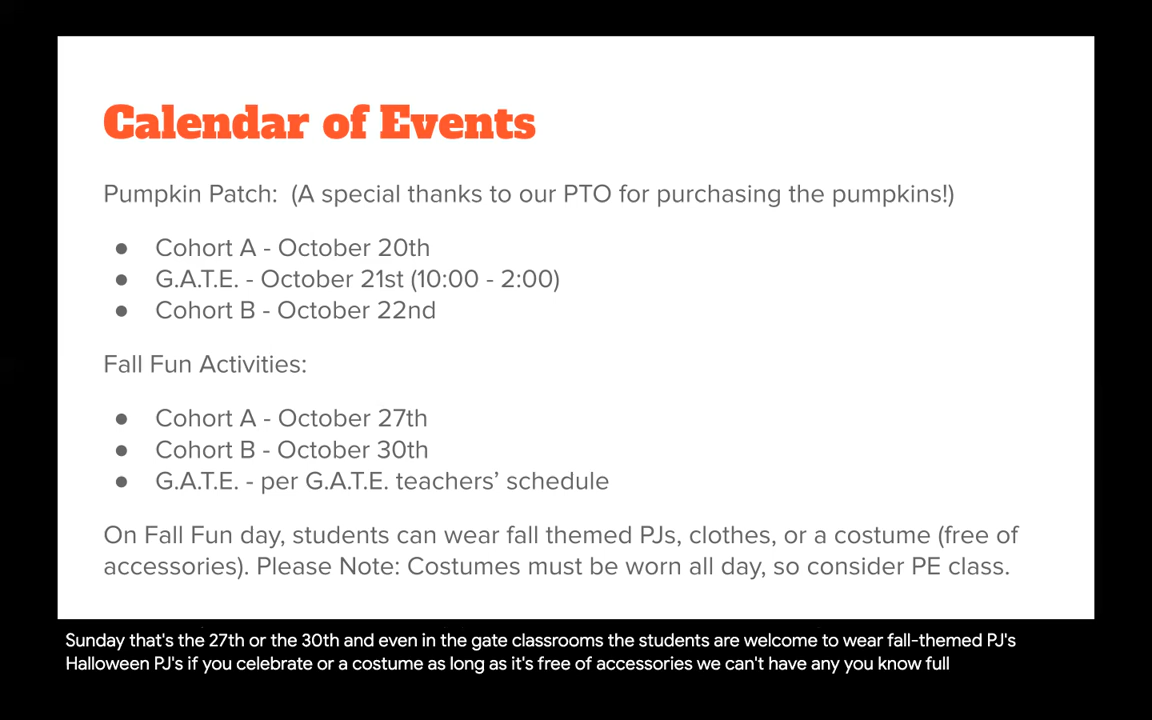 Calendar of Events
Pumpkin Patch:  (A special thanks to our PTO for purchasing the pumpkins!)
● Cohort A - October 20th
● G.A.T.E. - October 21st (10:00 - 2:00)
● Cohort B - October 22nd
Fall Fun Activities:
● Cohort A - October 27th
● Cohort B - October 30th
● G.A.T.E. - per G.A.T.E. teachers’ schedule
On Fall Fun day, students can wear fall themed PJs, clothes, or a costume (free of
accessories). Please Note: Costumes must be worn all day, so consider PE class.
Sunday that's the 27th or the 30th and even in the gate classrooms the students are welcome to wear fall-themed PJ's
Halloween PJ's if you celebrate or a costume as long as it's free of accessories we can't have any you know full